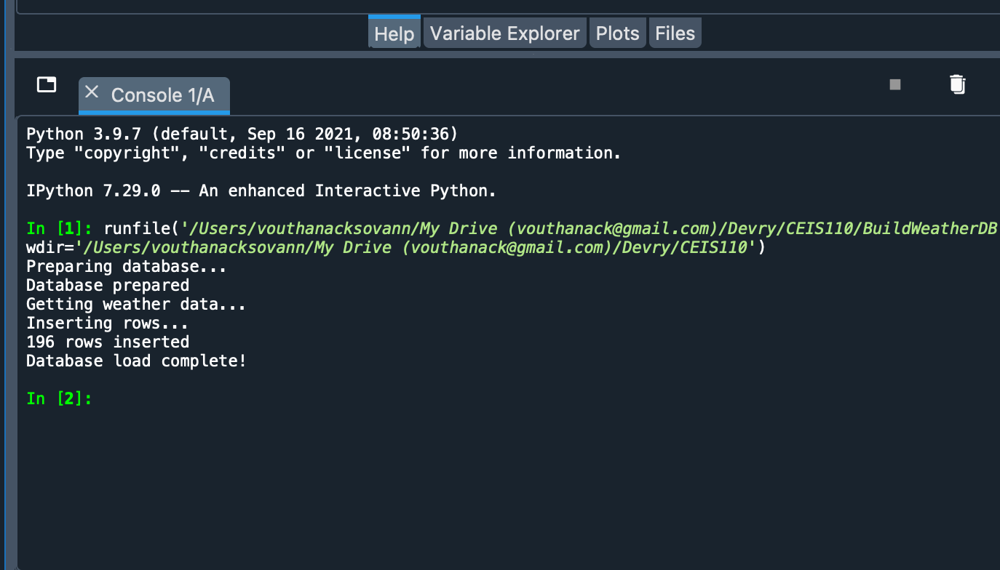 Help Variable Explorer Plots Files
Console 1/A
Python 3.9.7 (default, Sep 16 2021, 08:50:36)
Type "copyright", "credits" or "license" for more information.
IPython 7.29.0 -- An enhanced Interactive Python.
In [1]: runfile('/Users/vouthanacksovann/My Drive (vouthanack@gmail.com)/Devry/CEIS110/BuildWeatherDB
wdir='/Users/vouthanacksovann/My Drive (vouthanack@gmail.com)/Devry/CEIS110')
Preparing database...
Database prepared
Getting weather data...
Inserting rows...
196 rows inserted
Database load complete!
In [2]: